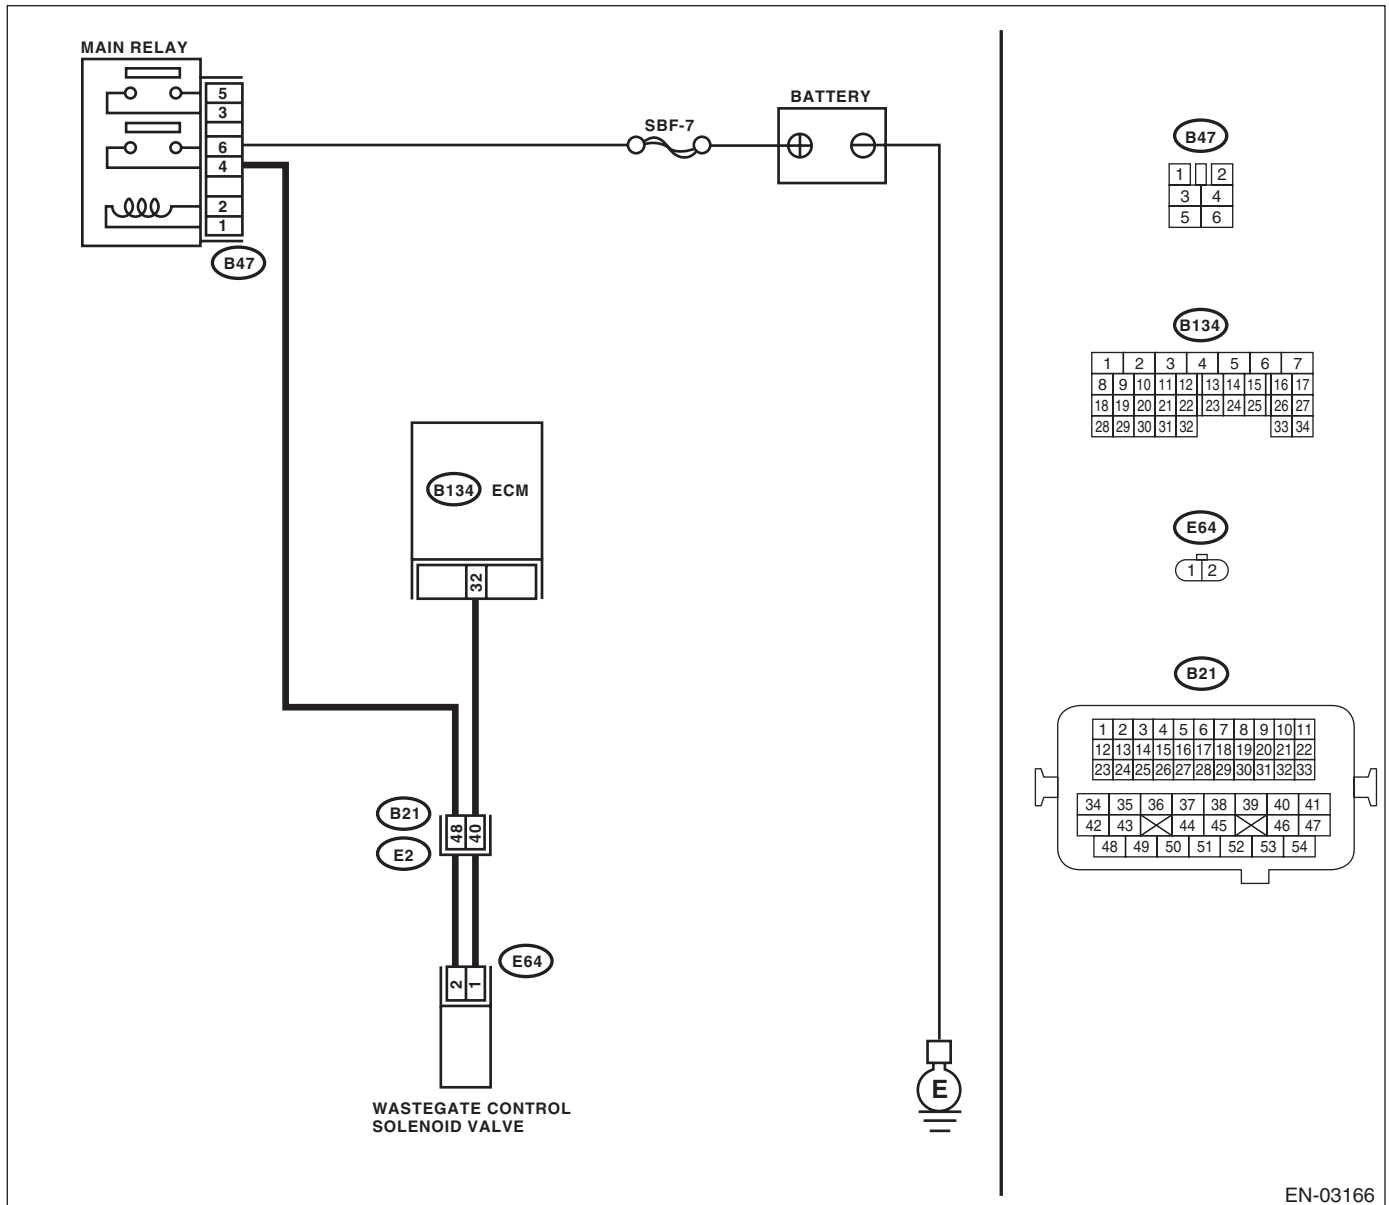 MAIN RELAY
5
3
6
4
2
1
B47
SBF-7
BATTERY
B134 ECM
32
B21
E2
48 40
E64
2 1
WASTEGATE CONTROL
SOLENOID VALVE
E
B47
1 2
3 4
5 6
B134
1 2 3 4 5 6 7
8 9 10 11 12 13 14 15 16 17
18 19 20 21 22 23 24 25 26 27
28 29 30 31 32 33 34
E64
1 2
B21
1 2 3 4 5 6 7 8 9 10 11
12 13 14 15 16 17 18 19 20 21 22
23 24 25 26 27 28 29 30 31 32 33
34 35 36 37 38 39 40 41
42 43 44 45 46 47
48 49 50 51 52 53 54
EN-03166